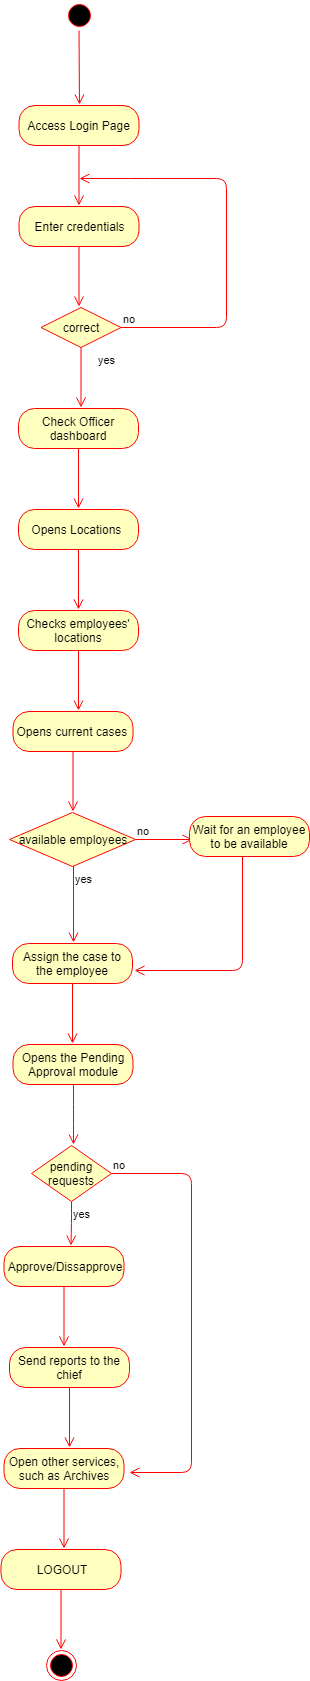 Access Login Page
Enter credentials
correct
no
yes
Check Officer
dashboard
Opens Locations
Checks employees'
locations
Opens current cases
available employees
no
Wait for an employee
to be available
yes
Assign the case to
the employee
Opens the Pending
Approval module
pending
requests
no
yes
Approve/Dissapprove
Send reports to the
chief
Open other services,
such as Archives
LOGOUT